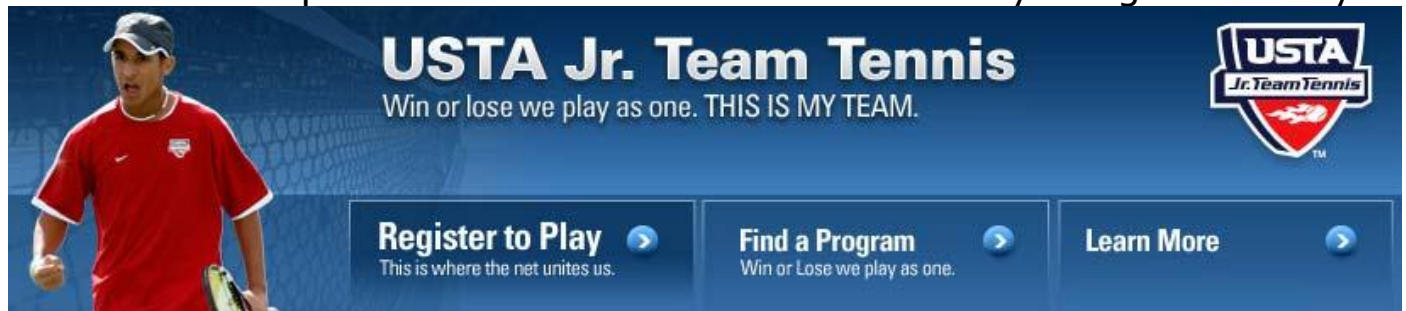 USTA Jr. Team Tennis
Win or lose we play as one. THIS IS MY TEAM.
USTA
Jr.TeamTennis
TM
Register to Play
This is where the net unites us.
Find a Program
Win or Lose we play as one.
Learn More